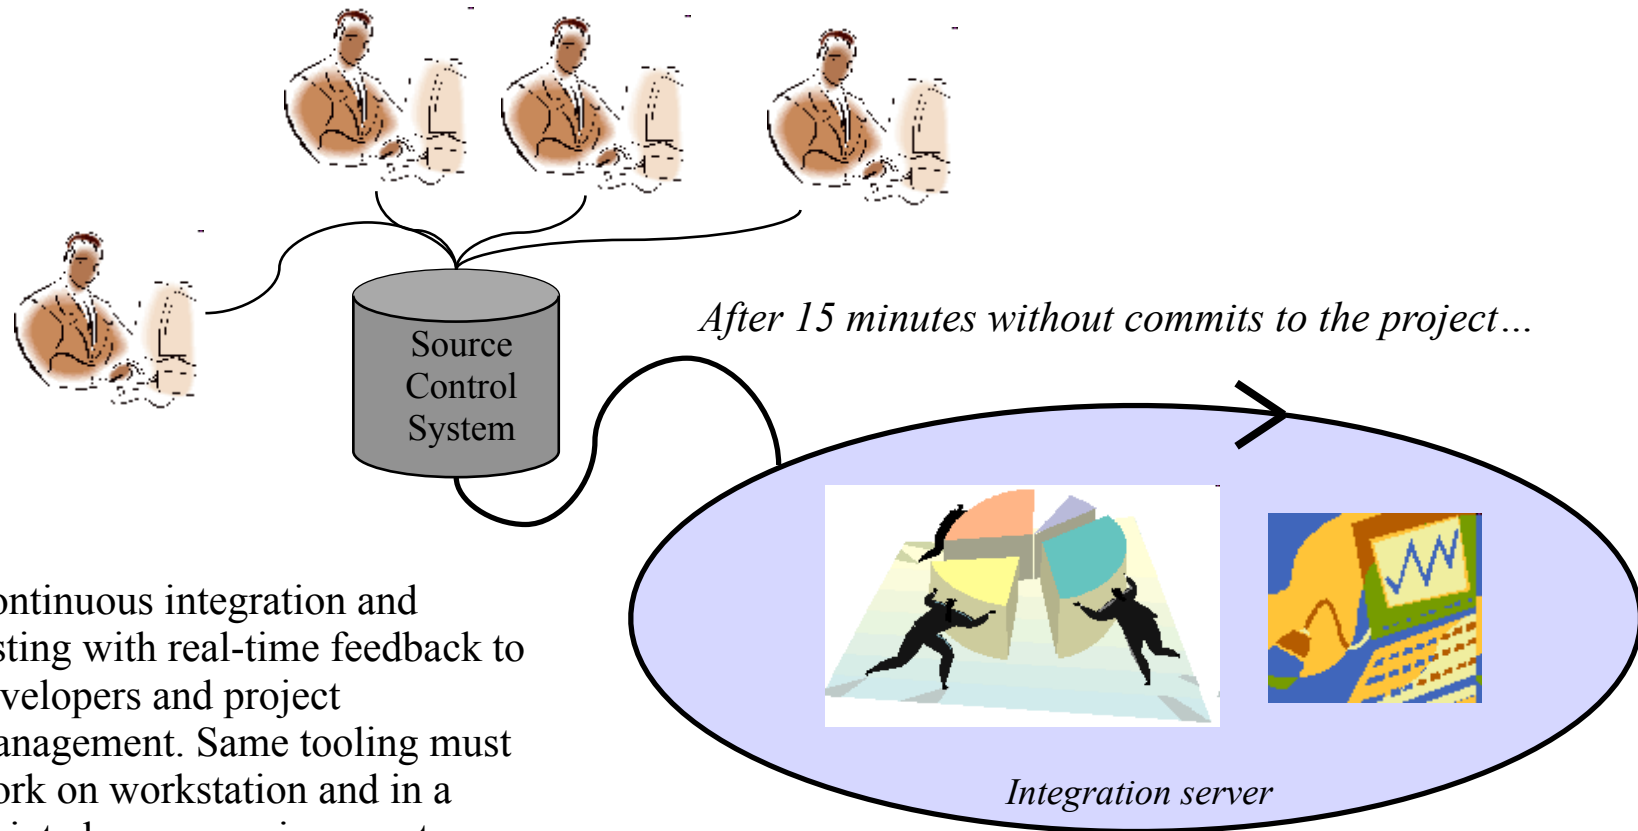 After 15 minutes without commits to the project…
Source
Control
System
ontinuous integration and
sting with real-time feedback to
velopers and project
anagement. Same tooling must
ork on workstation and in a
Integration server